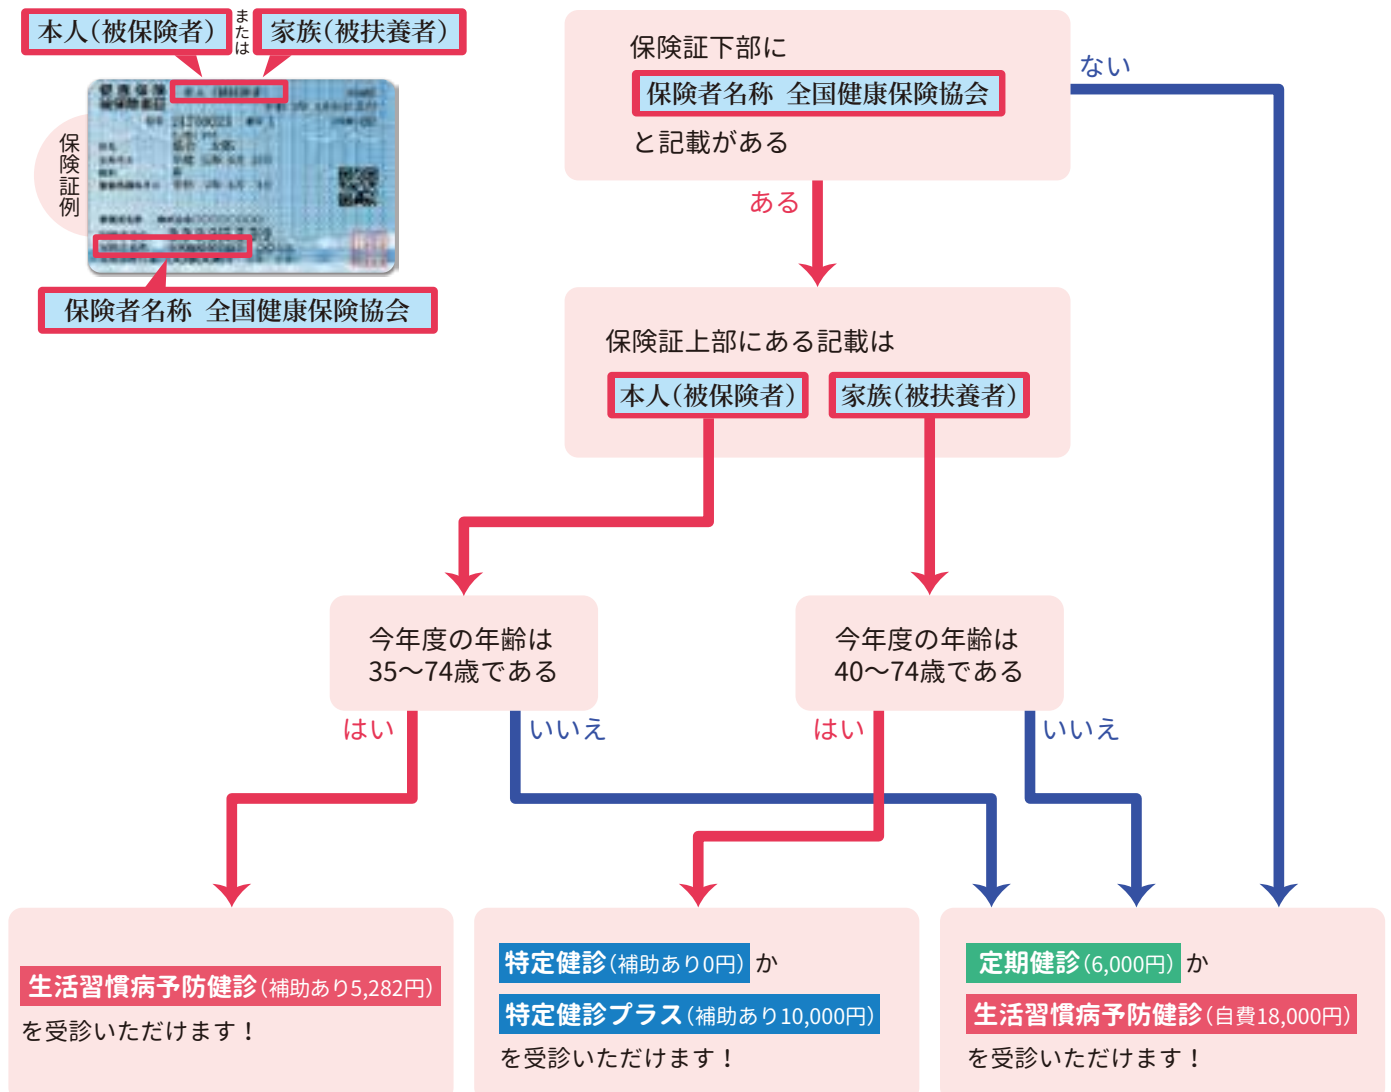 本人（被保険者）
または
家族（被扶養者）
健康保険
被保険者証
保険証例
保険者名称 全国健康保険協会
保険証下部に
保険者名称 全国健康保険協会
と記載がある
ない
ある
保険証上部にある記載は
本人（被保険者） 家族（被扶養者）
今年度の年齢は
35〜74歳である
今年度の年齢は
40〜74歳である
はい
いいえ
はい
いいえ
生活習慣病予防健診（補助あり5,282円）
を受診いただけます！
特定健診（補助あり0円）か
特定健診プラス（補助あり10,000円）
を受診いただけます！
定期健診（6,000円）か
生活習慣病予防健診（自費18,000円）
を受診いただけます！